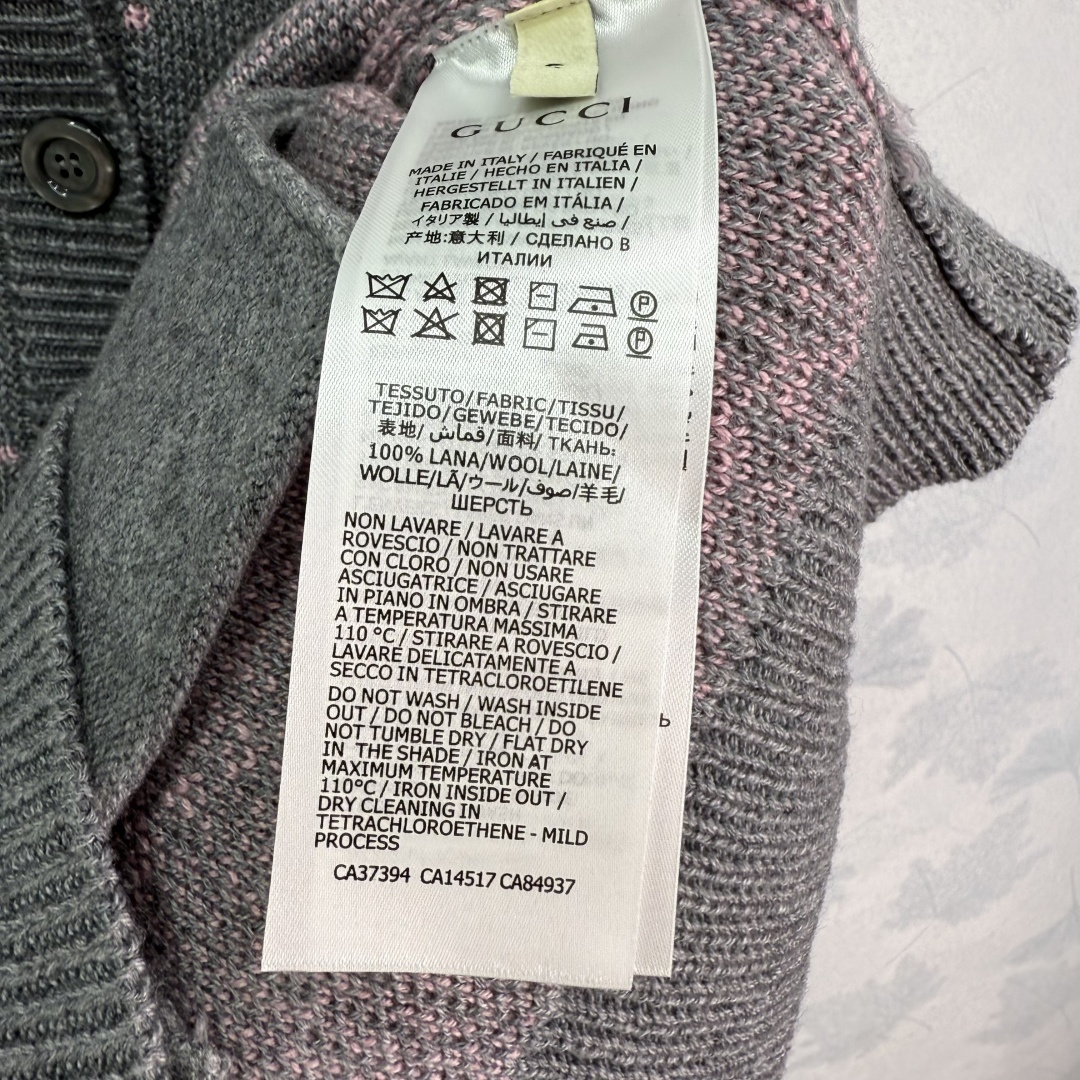 GUCCI
MADE IN ITALY / FABRIQUÉ EN
ITALIE / HECHO EN ITALIA /
HERGESTELLT IN ITALIEN /
FABRICADO EM ITÁLIA /
イタリア製 / صنع في إيطاليا /
产地:意大利 / СДЕЛАНО В
ИТАЛИИ
P
P
TESSUTO/FABRIC/TISSU/
TEJIDO/GEWEBE/TECIDO/
表地/ قماش/面料/ ТКАНЬ:
100% LANA/WOOL/LAINE/
WOLLE/LÃ/ウール/صوف/羊毛/
ШЕРСТЬ
NON LAVARE / LAVARE A
ROVESCIO / NON TRATTARE
CON CLORO / NON USARE
ASCIUGATRICE / ASCIUGARE
IN PIANO IN OMBRA / STIRARE
A TEMPERATURA MASSIMA
110 °C / STIRARE A ROVESCIO /
LAVARE DELICATAMENTE A
SECCO IN TETRACLOROETILENE
DO NOT WASH / WASH INSIDE
OUT / DO NOT BLEACH / DO
NOT TUMBLE DRY / FLAT DRY
IN THE SHADE / IRON AT
MAXIMUM TEMPERATURE
110°C / IRON INSIDE OUT /
DRY CLEANING IN
TETRACHLOROETHENE - MILD
PROCESS
CA37394 CA14517 CA84937